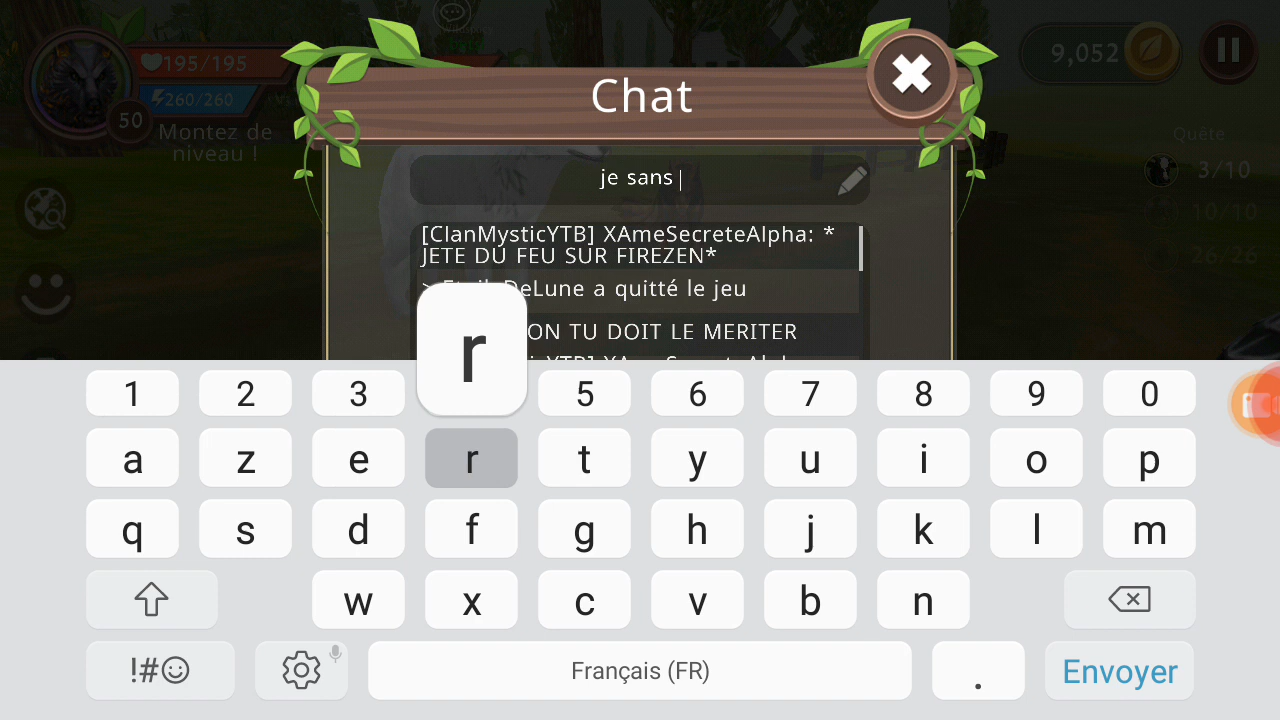 195/195
260/260
50
Montez de
niveau !
9,052
Quête
3/10
10/10
26/26
Chat
je sans
[ClanMysticYTB] XAmeSecreteAlpha: *
JETE DU FEU SUR FIREZEN*
DeLune a quitté le jeu
ON TU DOIT LE MERITER
r
1 2 3 5 6 7 8 9 0
a z e r t y u i o p
q s d f g h j k l m
w x c v b n
!#☺ Français (FR) . Envoyer